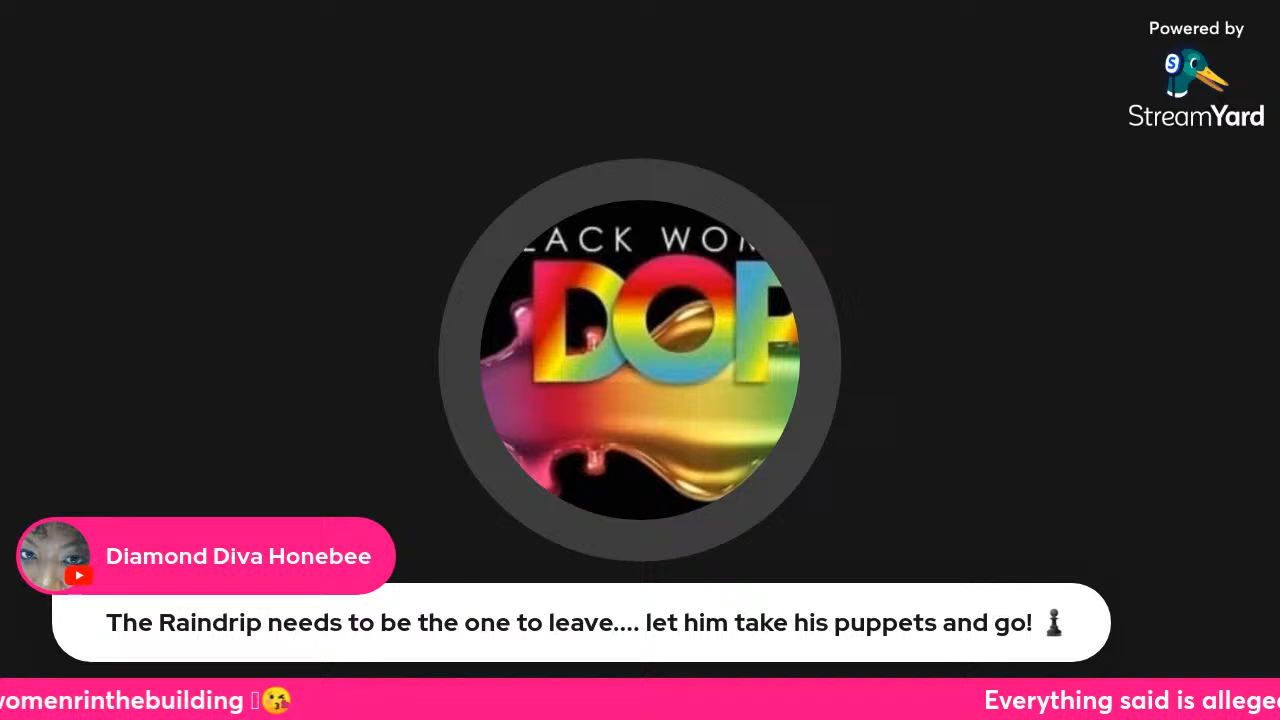 Powered by
StreamYard
LACK WOM
DOP
Diamond Diva Honebee
The Raindrip needs to be the one to leave.... let him take his puppets and go! ♟️
womenrinthebuilding 😘
Everything said is allege